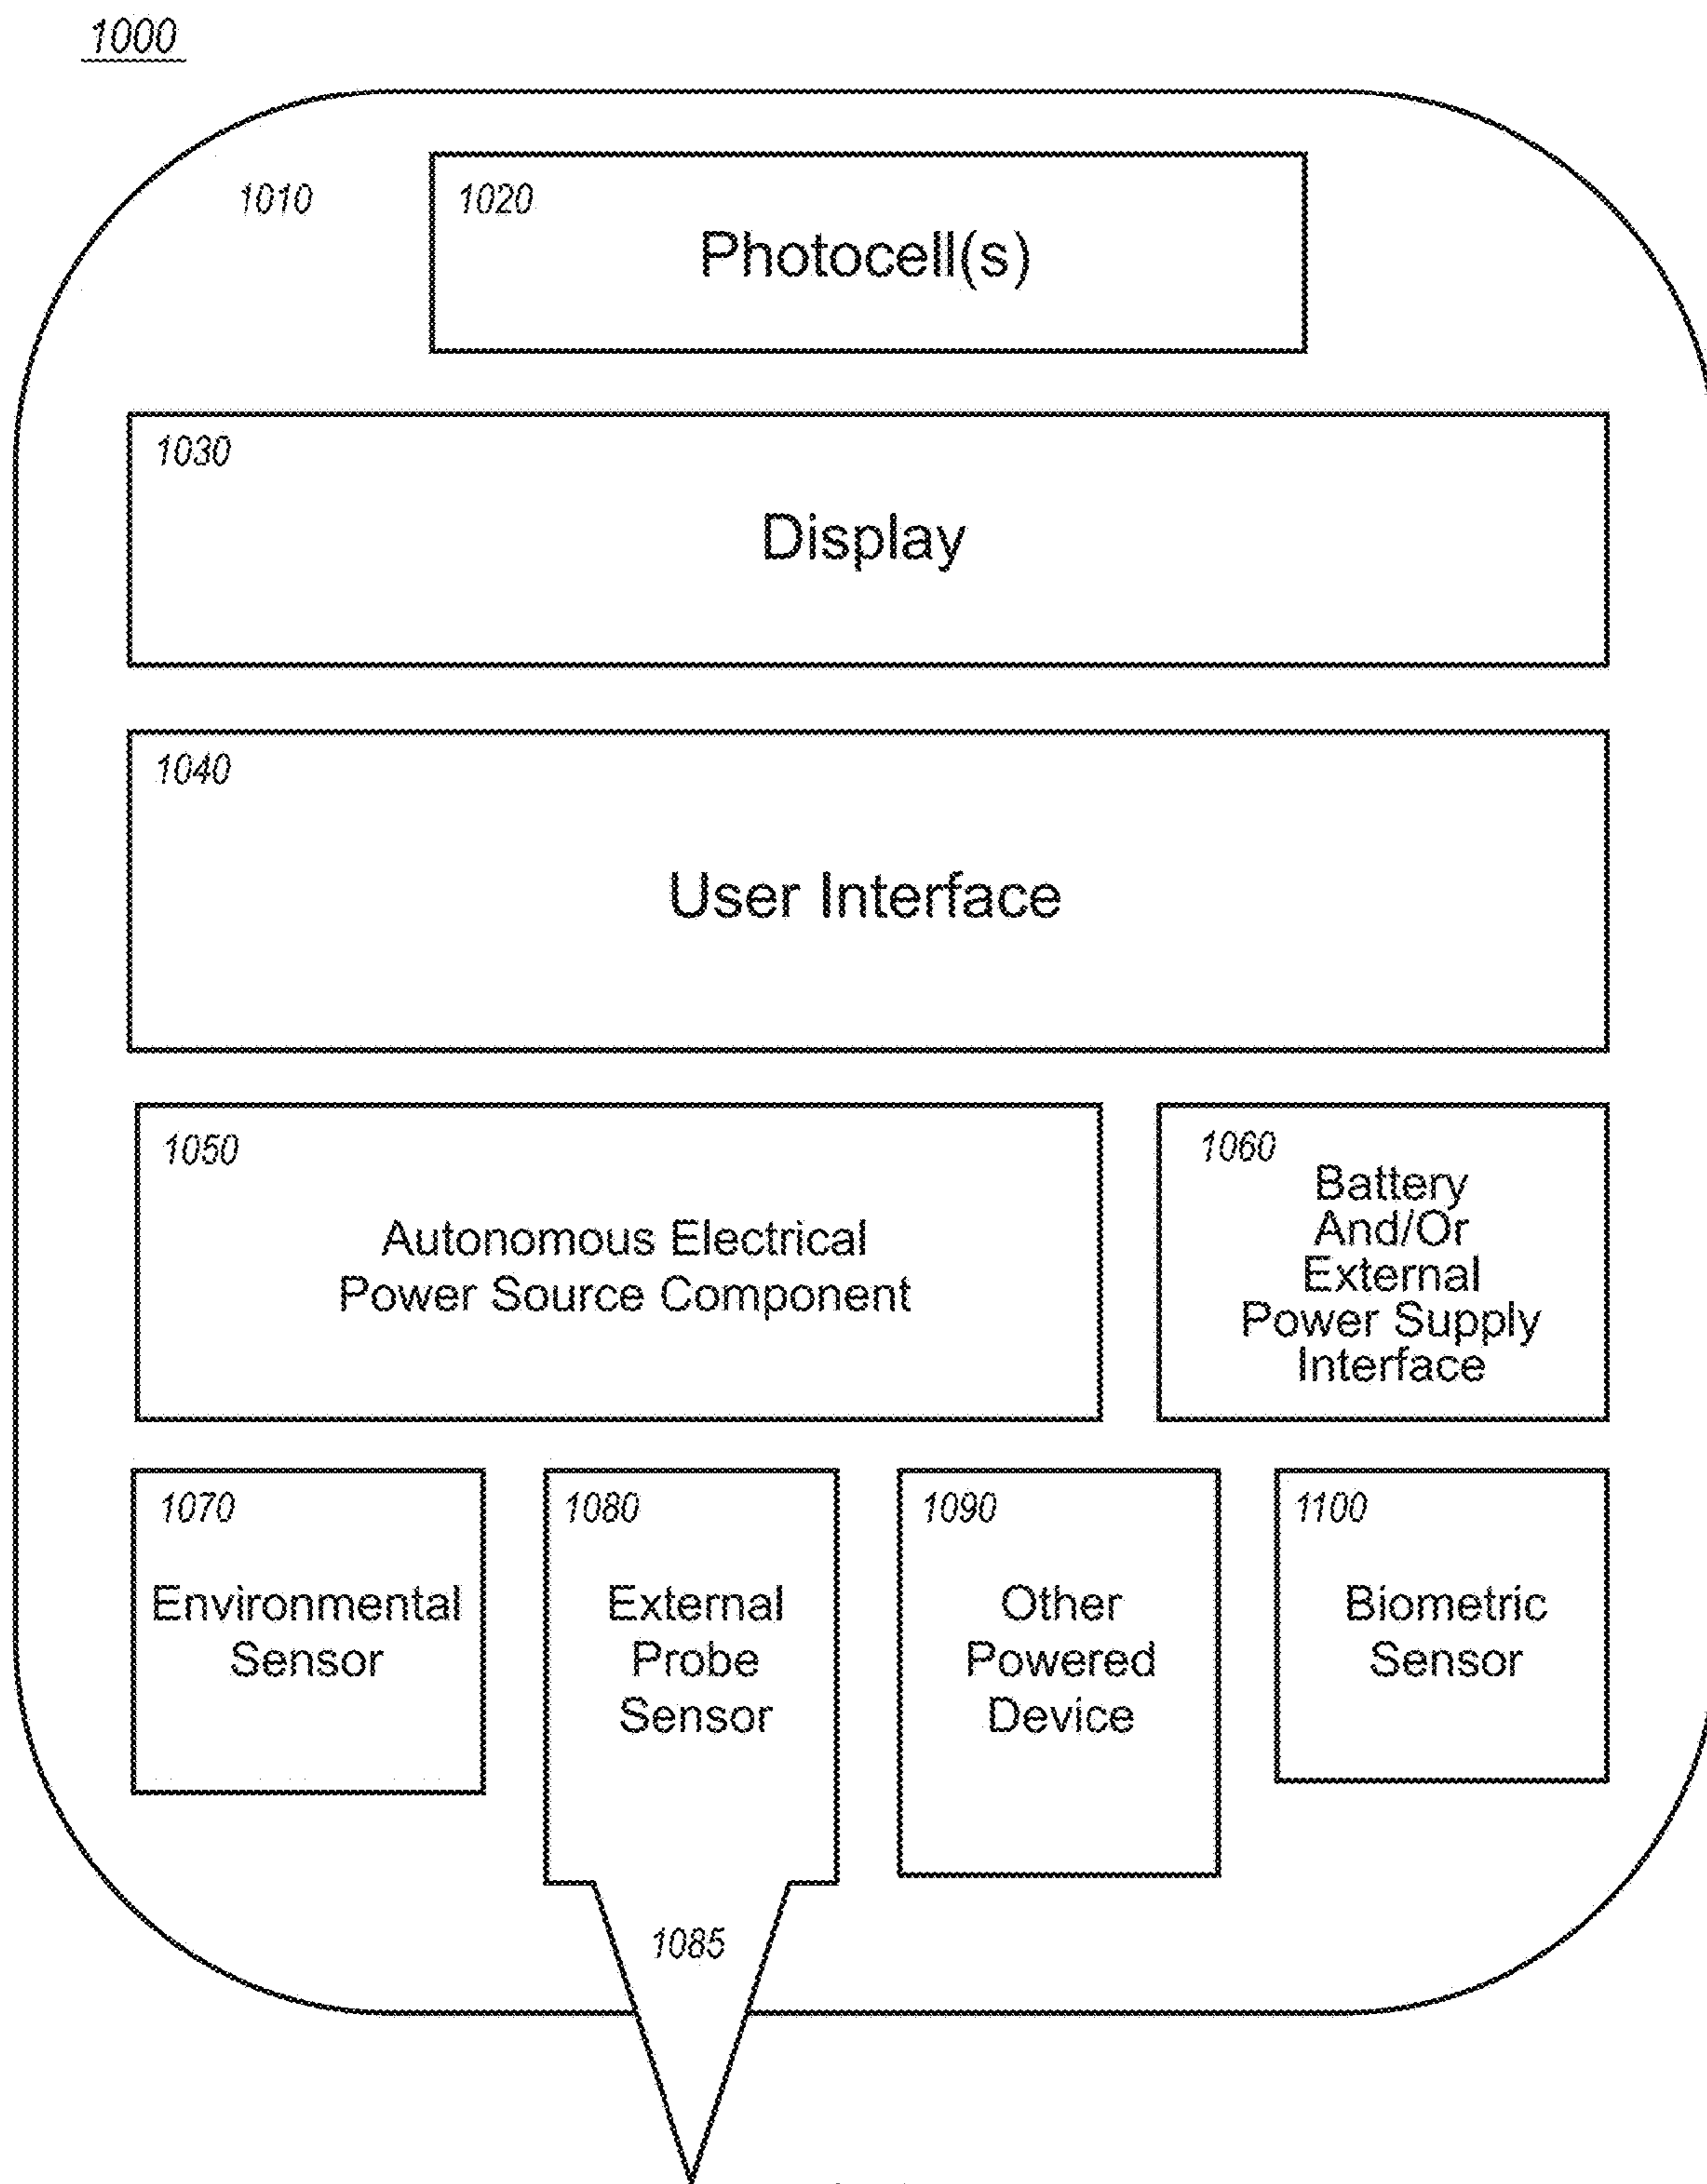 1000
1010
1020
Photocell(s)
1030
Display
1040
User Interface
1050
Autonomous Electrical
Power Source Component
1060
Battery
And/Or
External
Power Supply
Interface
1070
Environmental
Sensor
1080
External
Probe
Sensor
1085
1090
Other
Powered
Device
1100
Biometric
Sensor